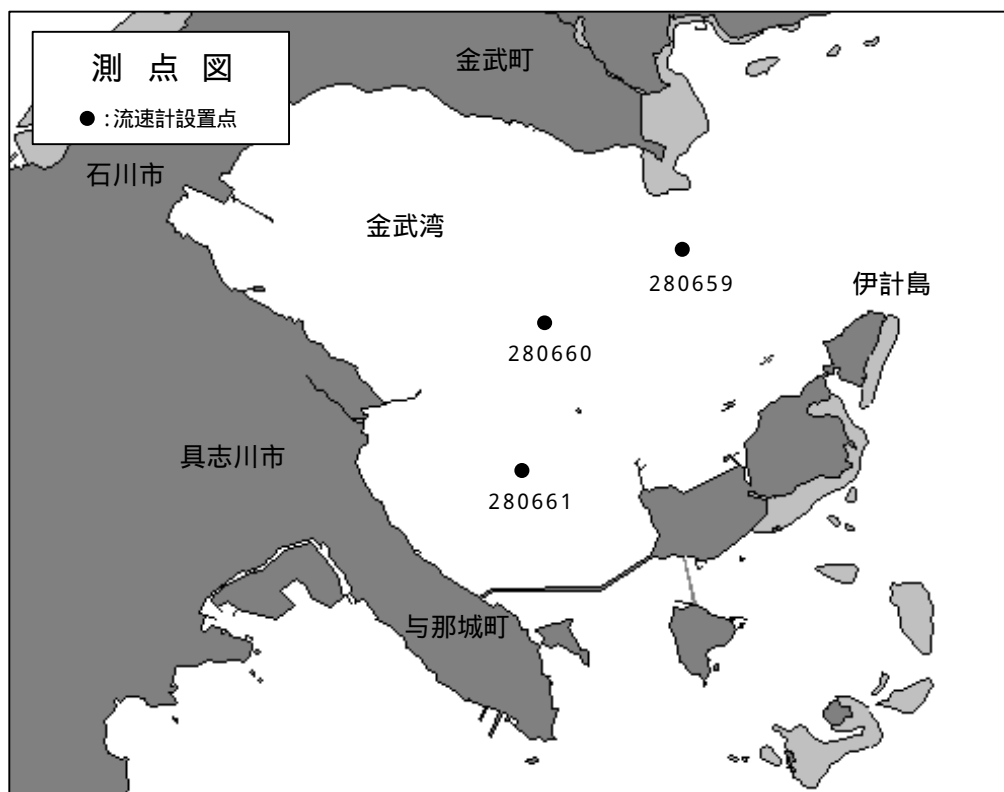 測 点 図
●:流速計設置点
金武町
石川市
金武湾
280659
伊計島
280660
具志川市
280661
与那城町